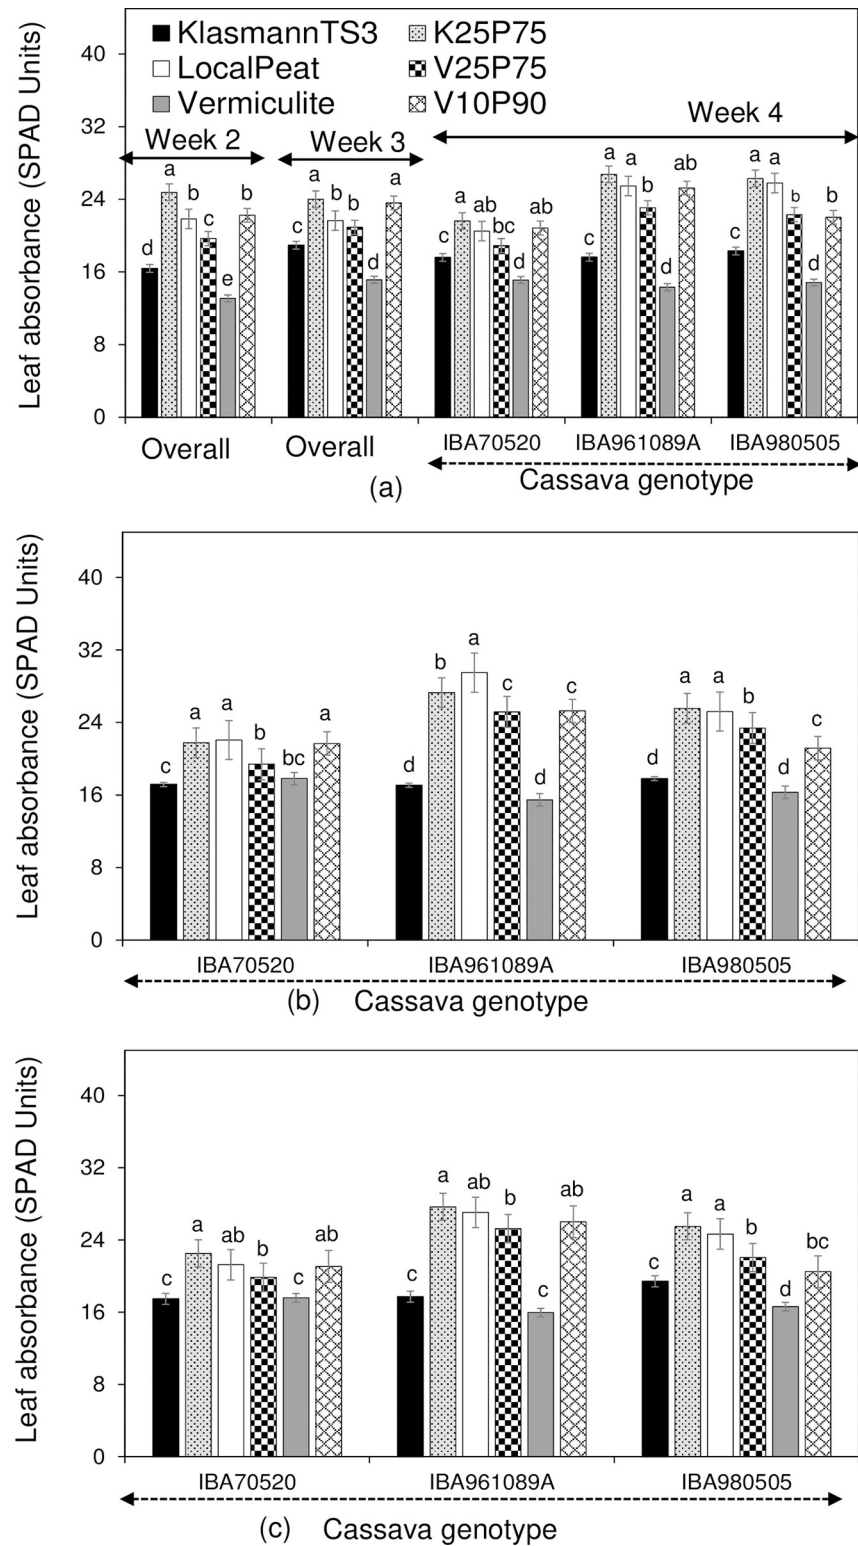 Leaf absorbance (SPAD Units)
40
32
24
16
8
0
KlasmannTS3 K25P75
LocalPeat V25P75
Vermiculite V10P90
Week 2 Week 3 Week 4
d a b c e b
c a b b d a
c a ab bc d ab
c a a b d ab
c a a b d b
Overall Overall IBA70520 IBA961089A IBA980505
Cassava genotype
(a)
Leaf absorbance (SPAD Units)
40
32
24
16
8
0
c a a b bc a
d b a c d c
d a a b d c
IBA70520 IBA961089A IBA980505
(b) Cassava genotype
Leaf absorbance (SPAD Units)
40
32
24
16
8
0
c a ab b c ab
c a ab b c ab
c a a b d bc
IBA70520 IBA961089A IBA980505
(c) Cassava genotype